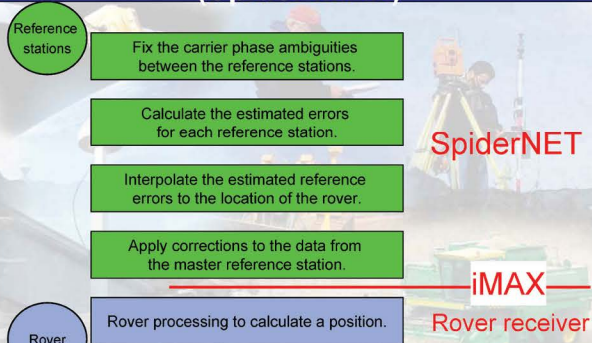 Reference
stations
Fix the carrier phase ambiguities
between the reference stations.
Calculate the estimated errors
for each reference station.
SpiderNET
Interpolate the estimated reference
errors to the location of the rover.
Apply corrections to the data from
the master reference station.
iMAX
Rover processing to calculate a position.
Rover receiver
Rover